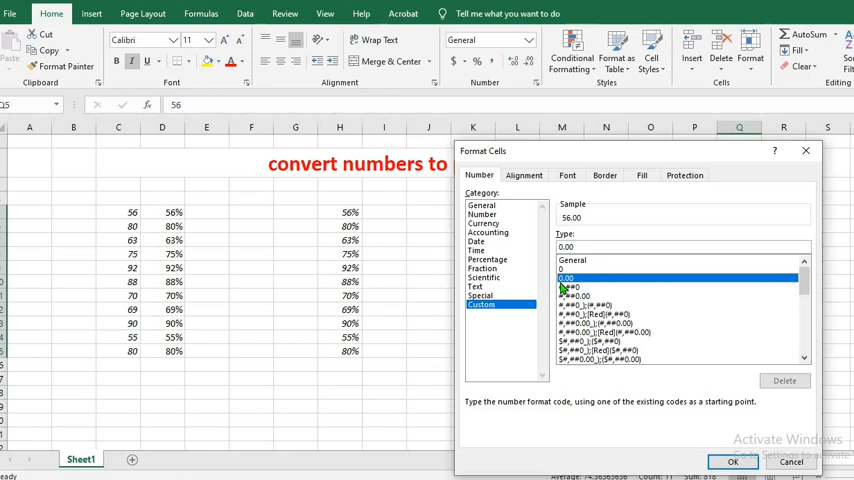 File Home Insert Page Layout Formulas Data Review View Help Acrobat Tell me what you want to do
Cut
Copy
Format Painter
Paste
Clipboard
Calibri 11
B I U
Font
Wrap Text
Merge & Center
Alignment
General
$ % ,
Number
Conditional Formatting
Format as Table
Cell Styles
Styles
Insert Delete Format
Cells
AutoSum
Fill
Clear
Q5 fx 56
A B C D E F G H I J K L M N O P Q R S
convert numbers to
56 56% 56%
80 80% 80%
63 63% 63%
75 75% 75%
92 92% 92%
88 88% 88%
70 70% 70%
69 69% 69%
90 90% 90%
55 55% 55%
80 80% 80%
Format Cells ?
Number Alignment Font Border Fill Protection
Category:
General
Number
Currency
Accounting
Date
Time
Percentage
Fraction
Scientific
Text
Special
Custom
Sample
56.00
Type:
0.00
General
0
0.00
#,##0
#,##0.00
#,##0_);(#,##0)
#,##0_);[Red](#,##0)
#,##0.00_);(#,##0.00)
#,##0.00_);[Red](#,##0.00)
$#,##0_);($#,##0)
$#,##0_);[Red]($#,##0)
$#,##0.00_);($#,##0.00)
Delete
Type the number format code, using one of the existing codes as a starting point.
Activate Windows
Go to Settings to activate
OK Cancel
Sheet1